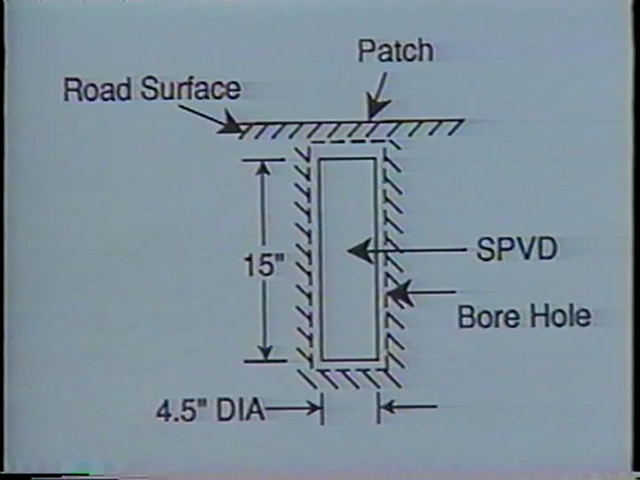 Patch
Road Surface
15"
SPVD
Bore Hole
4.5" DIA